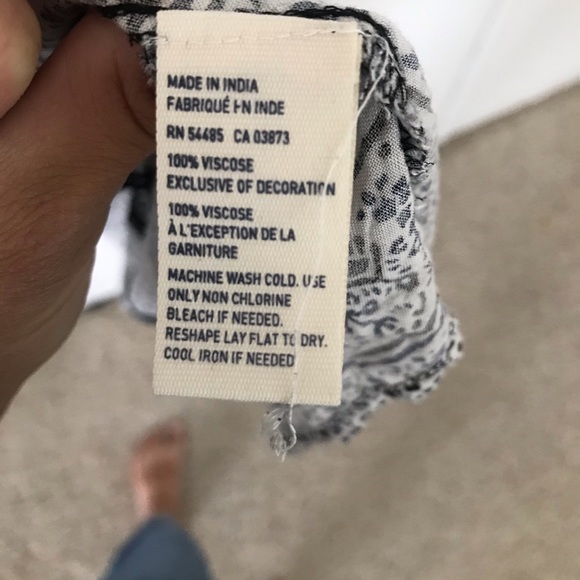 MADE IN INDIA
FABRIQUÉ EN INDE
RN 54485 CA 03873
100% VISCOSE
EXCLUSIVE OF DECORATION
100% VISCOSE
À L'EXCEPTION DE LA
GARNITURE
MACHINE WASH COLD. USE
ONLY NON CHLORINE
BLEACH IF NEEDED.
RESHAPE LAY FLAT TO DRY.
COOL IRON IF NEEDED